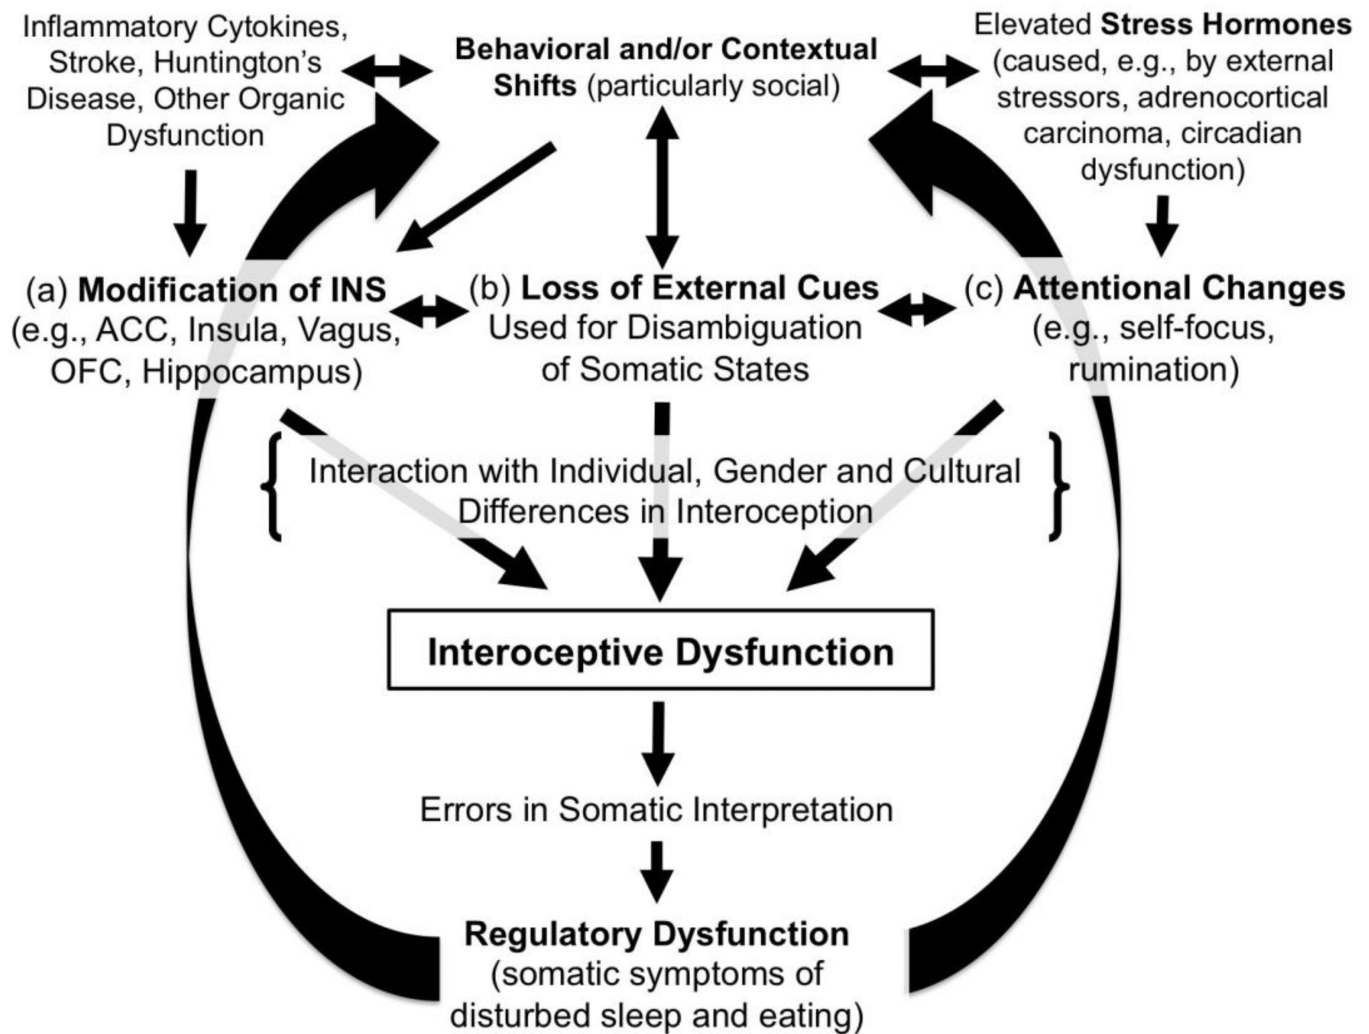 Inflammatory Cytokines,
Stroke, Huntington’s
Disease, Other Organic
Dysfunction
Behavioral and/or Contextual
Shifts (particularly social)
Elevated Stress Hormones
(caused, e.g., by external
stressors, adrenocortical
carcinoma, circadian
dysfunction)
(a) Modification of INS
(e.g., ACC, Insula, Vagus,
OFC, Hippocampus)
(b) Loss of External Cues
Used for Disambiguation
of Somatic States
(c) Attentional Changes
(e.g., self-focus,
rumination)
Interaction with Individual, Gender and Cultural
Differences in Interoception
Interoceptive Dysfunction
Errors in Somatic Interpretation
Regulatory Dysfunction
(somatic symptoms of
disturbed sleep and eating)